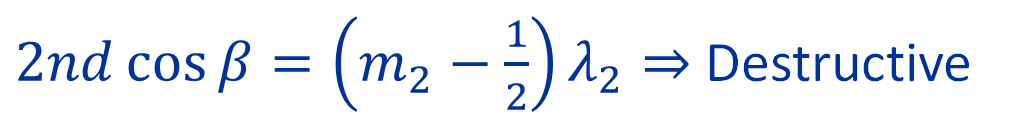 2nd cos β = (m₂ − 1/2) λ₂ ⇒ Destructive